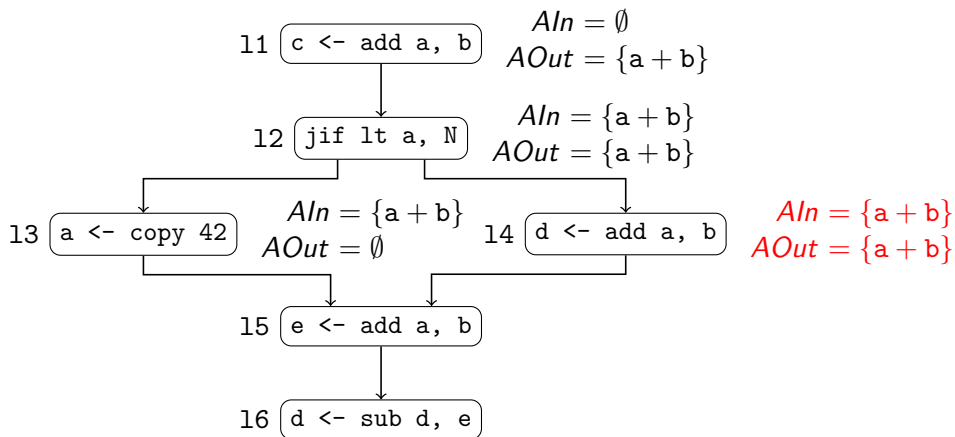 l1 c <- add a, b
AIn = ∅
AOut = {a + b}
l2 jif lt a, N
AIn = {a + b}
AOut = {a + b}
l3 a <- copy 42
AIn = {a + b}
AOut = ∅
l4 d <- add a, b
AIn = {a + b}
AOut = {a + b}
l5 e <- add a, b
l6 d <- sub d, e